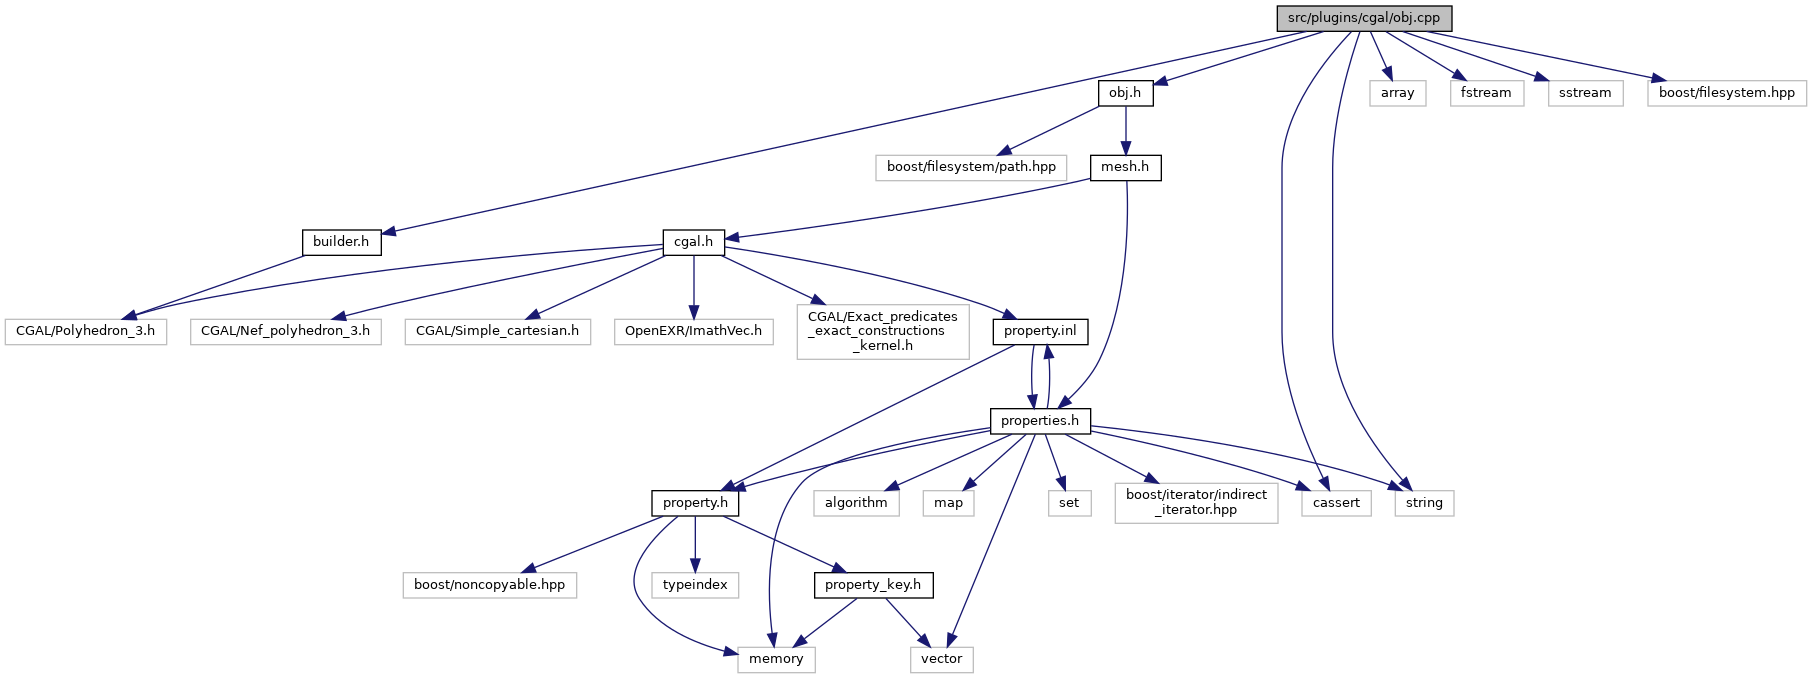 src/plugins/cgal/obj.cpp
obj.h
array
fstream
sstream
boost/filesystem.hpp
boost/filesystem/path.hpp
mesh.h
builder.h
cgal.h
CGAL/Polyhedron_3.h
CGAL/Nef_polyhedron_3.h
CGAL/Simple_cartesian.h
OpenEXR/ImathVec.h
CGAL/Exact_predicates
_exact_constructions
_kernel.h
property.inl
properties.h
property.h
algorithm
map
set
boost/iterator/indirect
_iterator.hpp
cassert
string
boost/noncopyable.hpp
typeindex
property_key.h
memory
vector